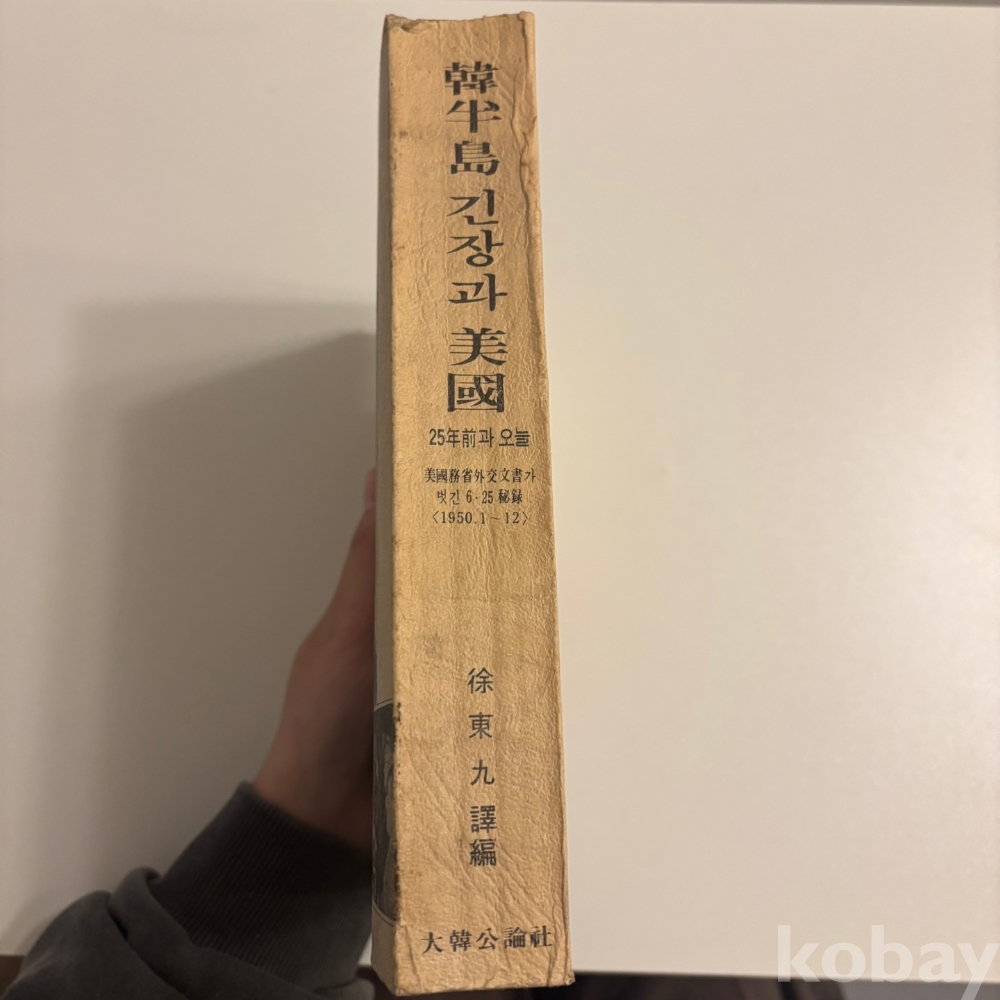 韓半島 긴장과 美國
25年前과 오늘
美國務省外交文書가
벗긴 6·25 秘録
〈1950.1～12〉
徐東九 譯編
大韓公論社
kobay